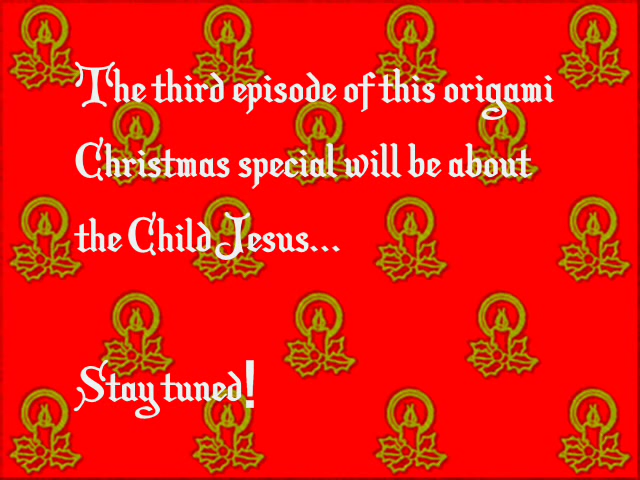 The third episode of this origami
Christmas special will be about
the Child Jesus...
Stay tuned!